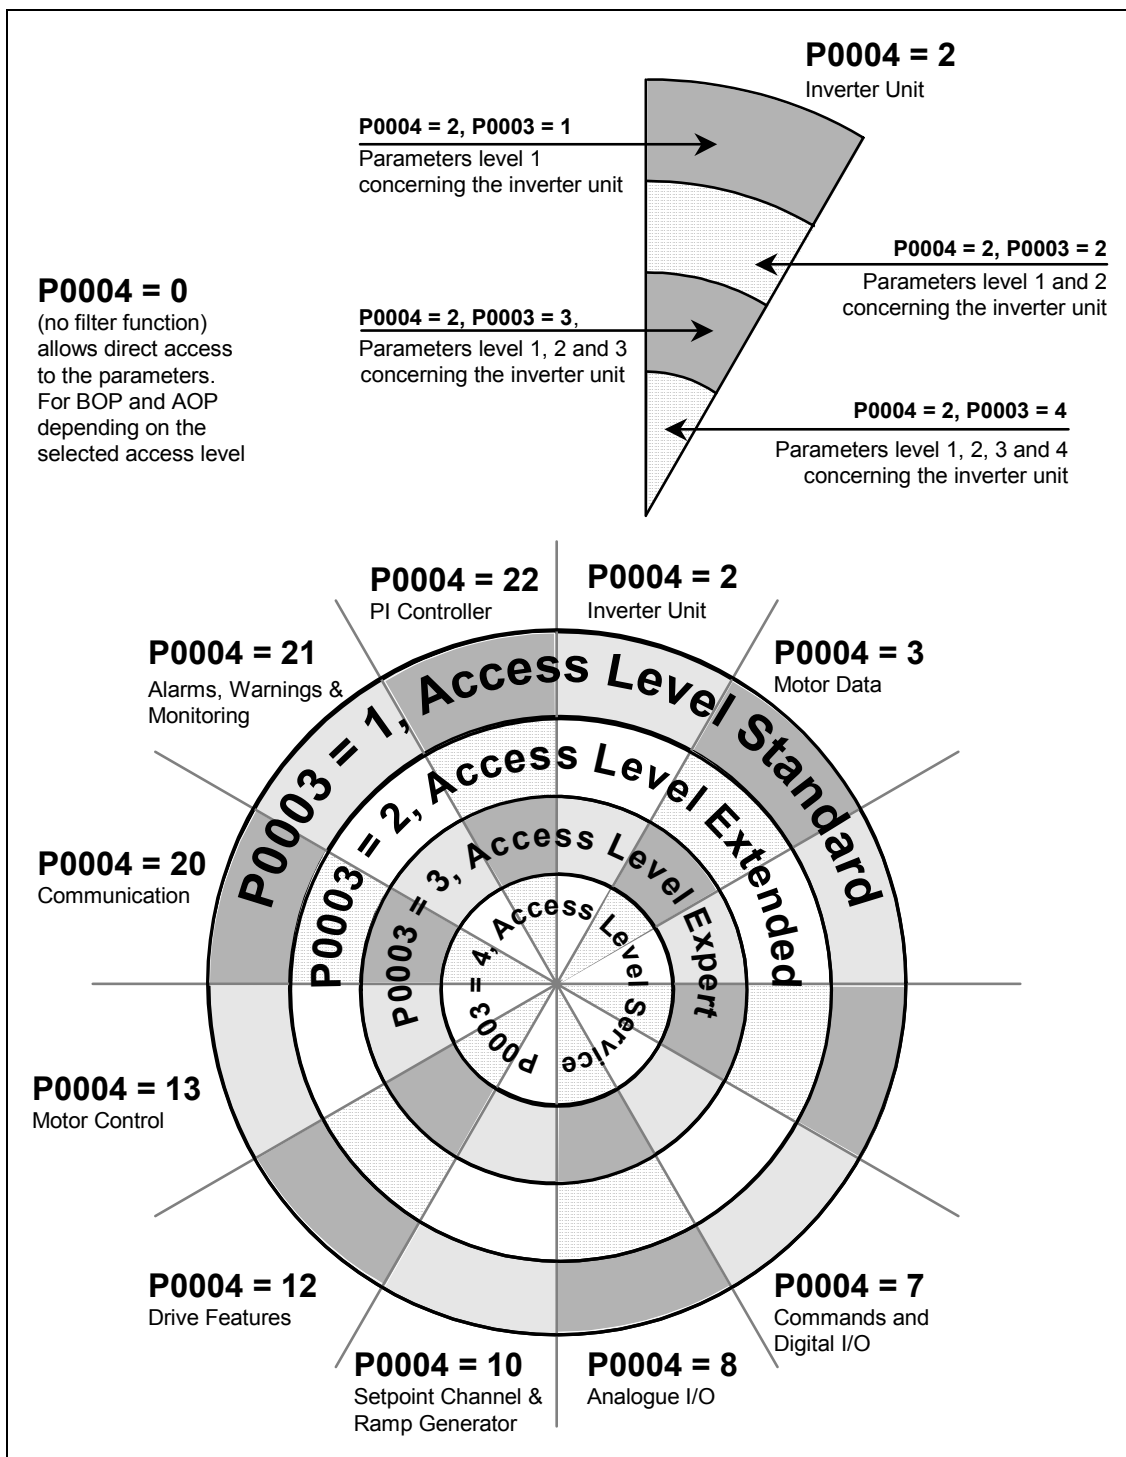 P0004 = 2
Inverter Unit
P0004 = 2, P0003 = 1
Parameters level 1
concerning the inverter unit
P0004 = 2, P0003 = 2
Parameters level 1 and 2
concerning the inverter unit
P0004 = 0
(no filter function)
allows direct access
to the parameters.
For BOP and AOP
depending on the
selected access level
P0004 = 2, P0003 = 3,
Parameters level 1, 2 and 3
concerning the inverter unit
P0004 = 2, P0003 = 4
Parameters level 1, 2, 3 and 4
concerning the inverter unit
P0004 = 22
PI Controller
P0004 = 2
Inverter Unit
P0004 = 21
Alarms, Warnings &
Monitoring
P0004 = 3
Motor Data
P0003 = 1, Access Level Standard
P0003 = 2, Access Level Extended
P0003 = 3, Access Level Expert
P0003 = 4, Access Level Service
P0004 = 20
Communication
P0004 = 13
Motor Control
P0004 = 12
Drive Features
P0004 = 7
Commands and
Digital I/O
P0004 = 10
Setpoint Channel &
Ramp Generator
P0004 = 8
Analogue I/O